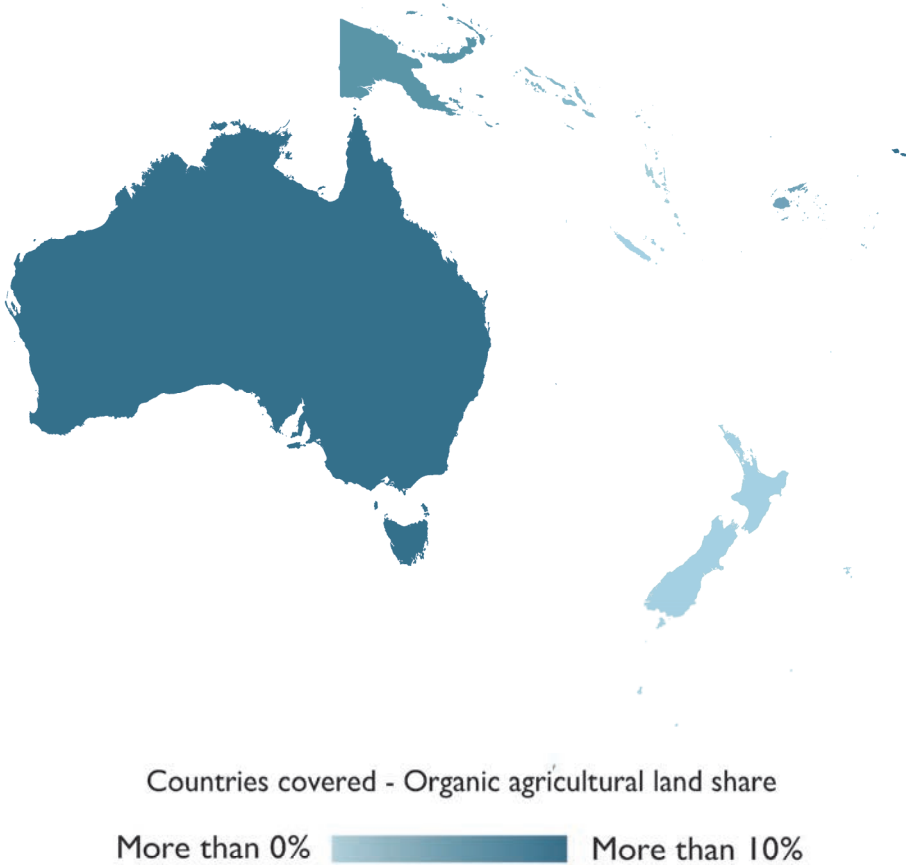 Countries covered - Organic agricultural land share
More than 0% More than 10%